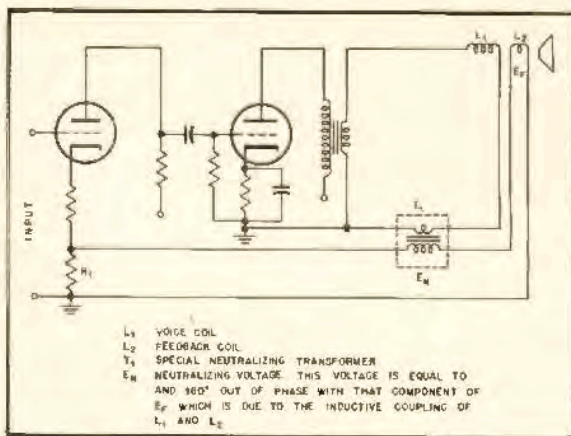 L1
L2
EF
T1
EN
INPUT
R1
L1 VOICE COIL
L2 FEEDBACK COIL
T1 SPECIAL NEUTRALIZING TRANSFORMER
EN NEUTRALIZING VOLTAGE. THIS VOLTAGE IS EQUAL TO
AND 180° OUT OF PHASE WITH THAT COMPONENT OF
EF WHICH IS DUE TO THE INDUCTIVE COUPLING OF
L1 AND L2